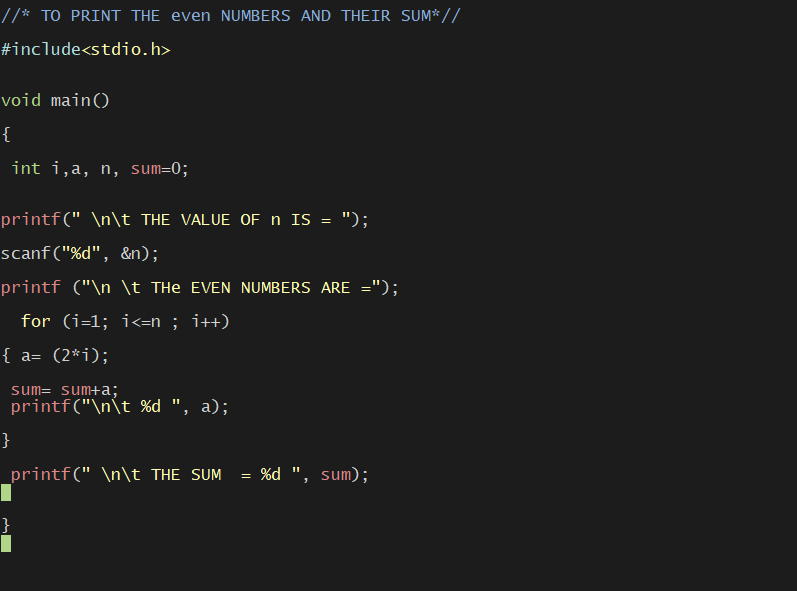 //* TO PRINT THE even NUMBERS AND THEIR SUM*//
#include<stdio.h>
void main()
{
int i,a, n, sum=0;
printf(" \n\t THE VALUE OF n IS = ");
scanf("%d", &n);
printf ("\n \t THe EVEN NUMBERS ARE =");
for (i=1; i<=n ; i++)
{ a= (2*i);
sum= sum+a;
printf("\n\t %d ", a);
}
printf(" \n\t THE SUM  = %d ", sum);
}